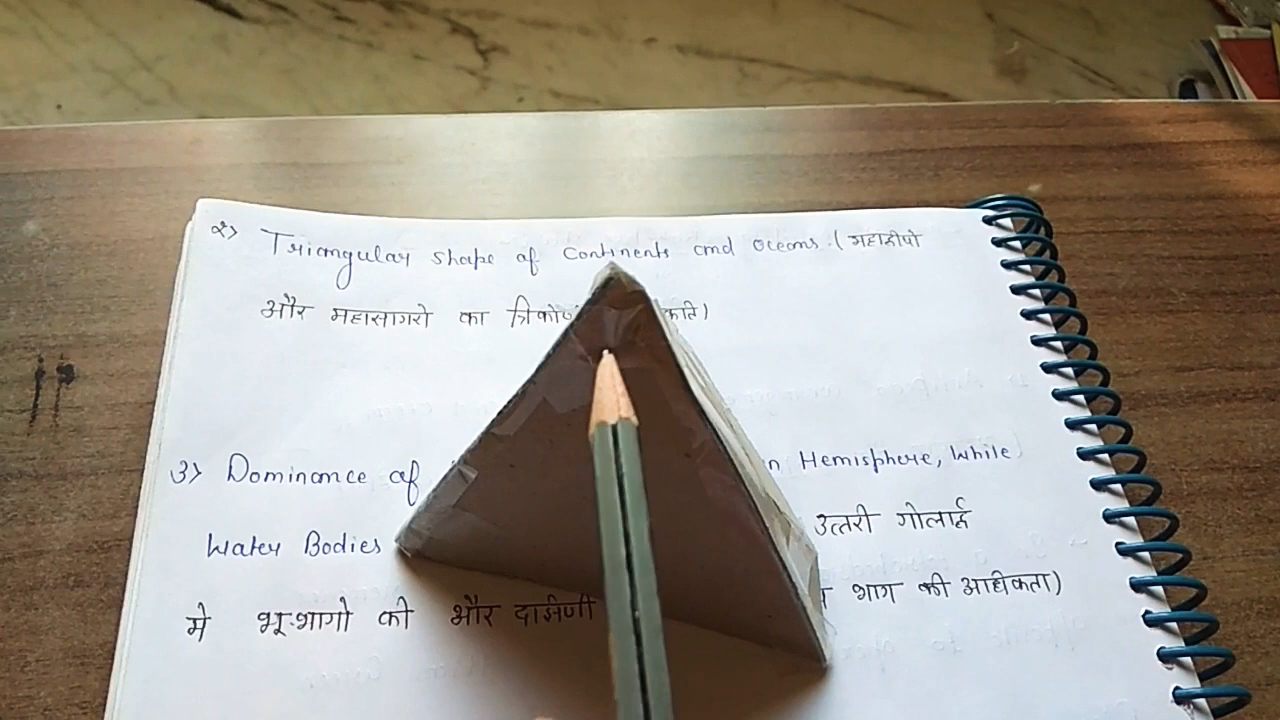 2) Triangular shape of Continents and Oceans. (महाद्वीपो
और महासागरो का
3) Dominance of Hemisphere, While
Water Bodies उत्तरी गोलार्द्ध
मे भू-भागो की और दक्षिणी भाग की आधीकता)